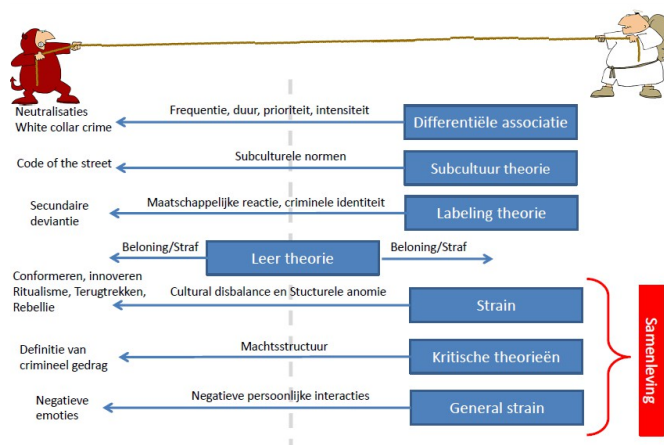 Neutralisaties
White collar crime
Frequentie, duur, prioriteit, intensiteit
Differentiële associatie
Code of the street
Subculturele normen
Subcultuur theorie
Secundaire
deviantie
Maatschappelijke reactie, criminele identiteit
Labeling theorie
Beloning/Straf
Leer theorie
Beloning/Straf
Conformeren, innoveren
Ritualisme, Terugtrekken,
Rebellie
Cultural disbalance en Stucturele anomie
Strain
Definitie van
crimineel gedrag
Machtsstructuur
Kritische theorieën
Negatieve
emoties
Negatieve persoonlijke interacties
General strain
Samenleving